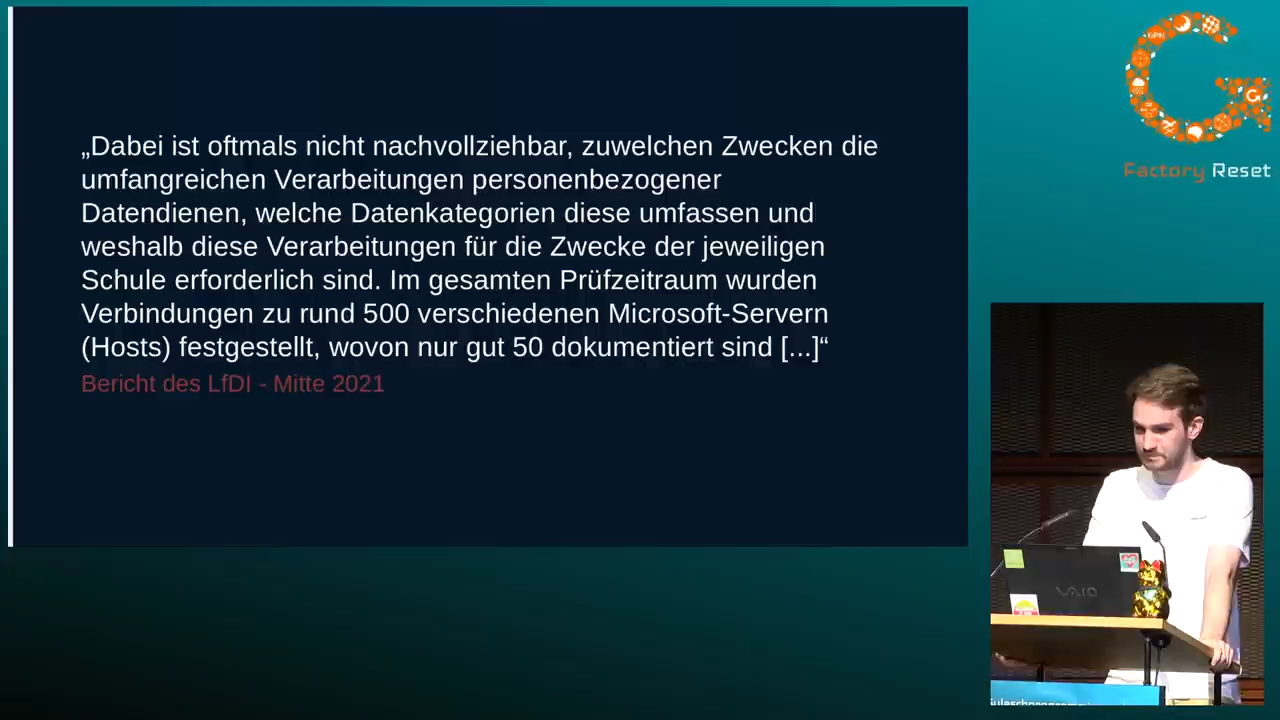 „Dabei ist oftmals nicht nachvollziehbar, zuwelchen Zwecken die
umfangreichen Verarbeitungen personenbezogener
Datendienen, welche Datenkategorien diese umfassen und
weshalb diese Verarbeitungen für die Zwecke der jeweiligen
Schule erforderlich sind. Im gesamten Prüfzeitraum wurden
Verbindungen zu rund 500 verschiedenen Microsoft-Servern
(Hosts) festgestellt, wovon nur gut 50 dokumentiert sind [...]“
Bericht des LfDI - Mitte 2021
Factory Reset
VAIO